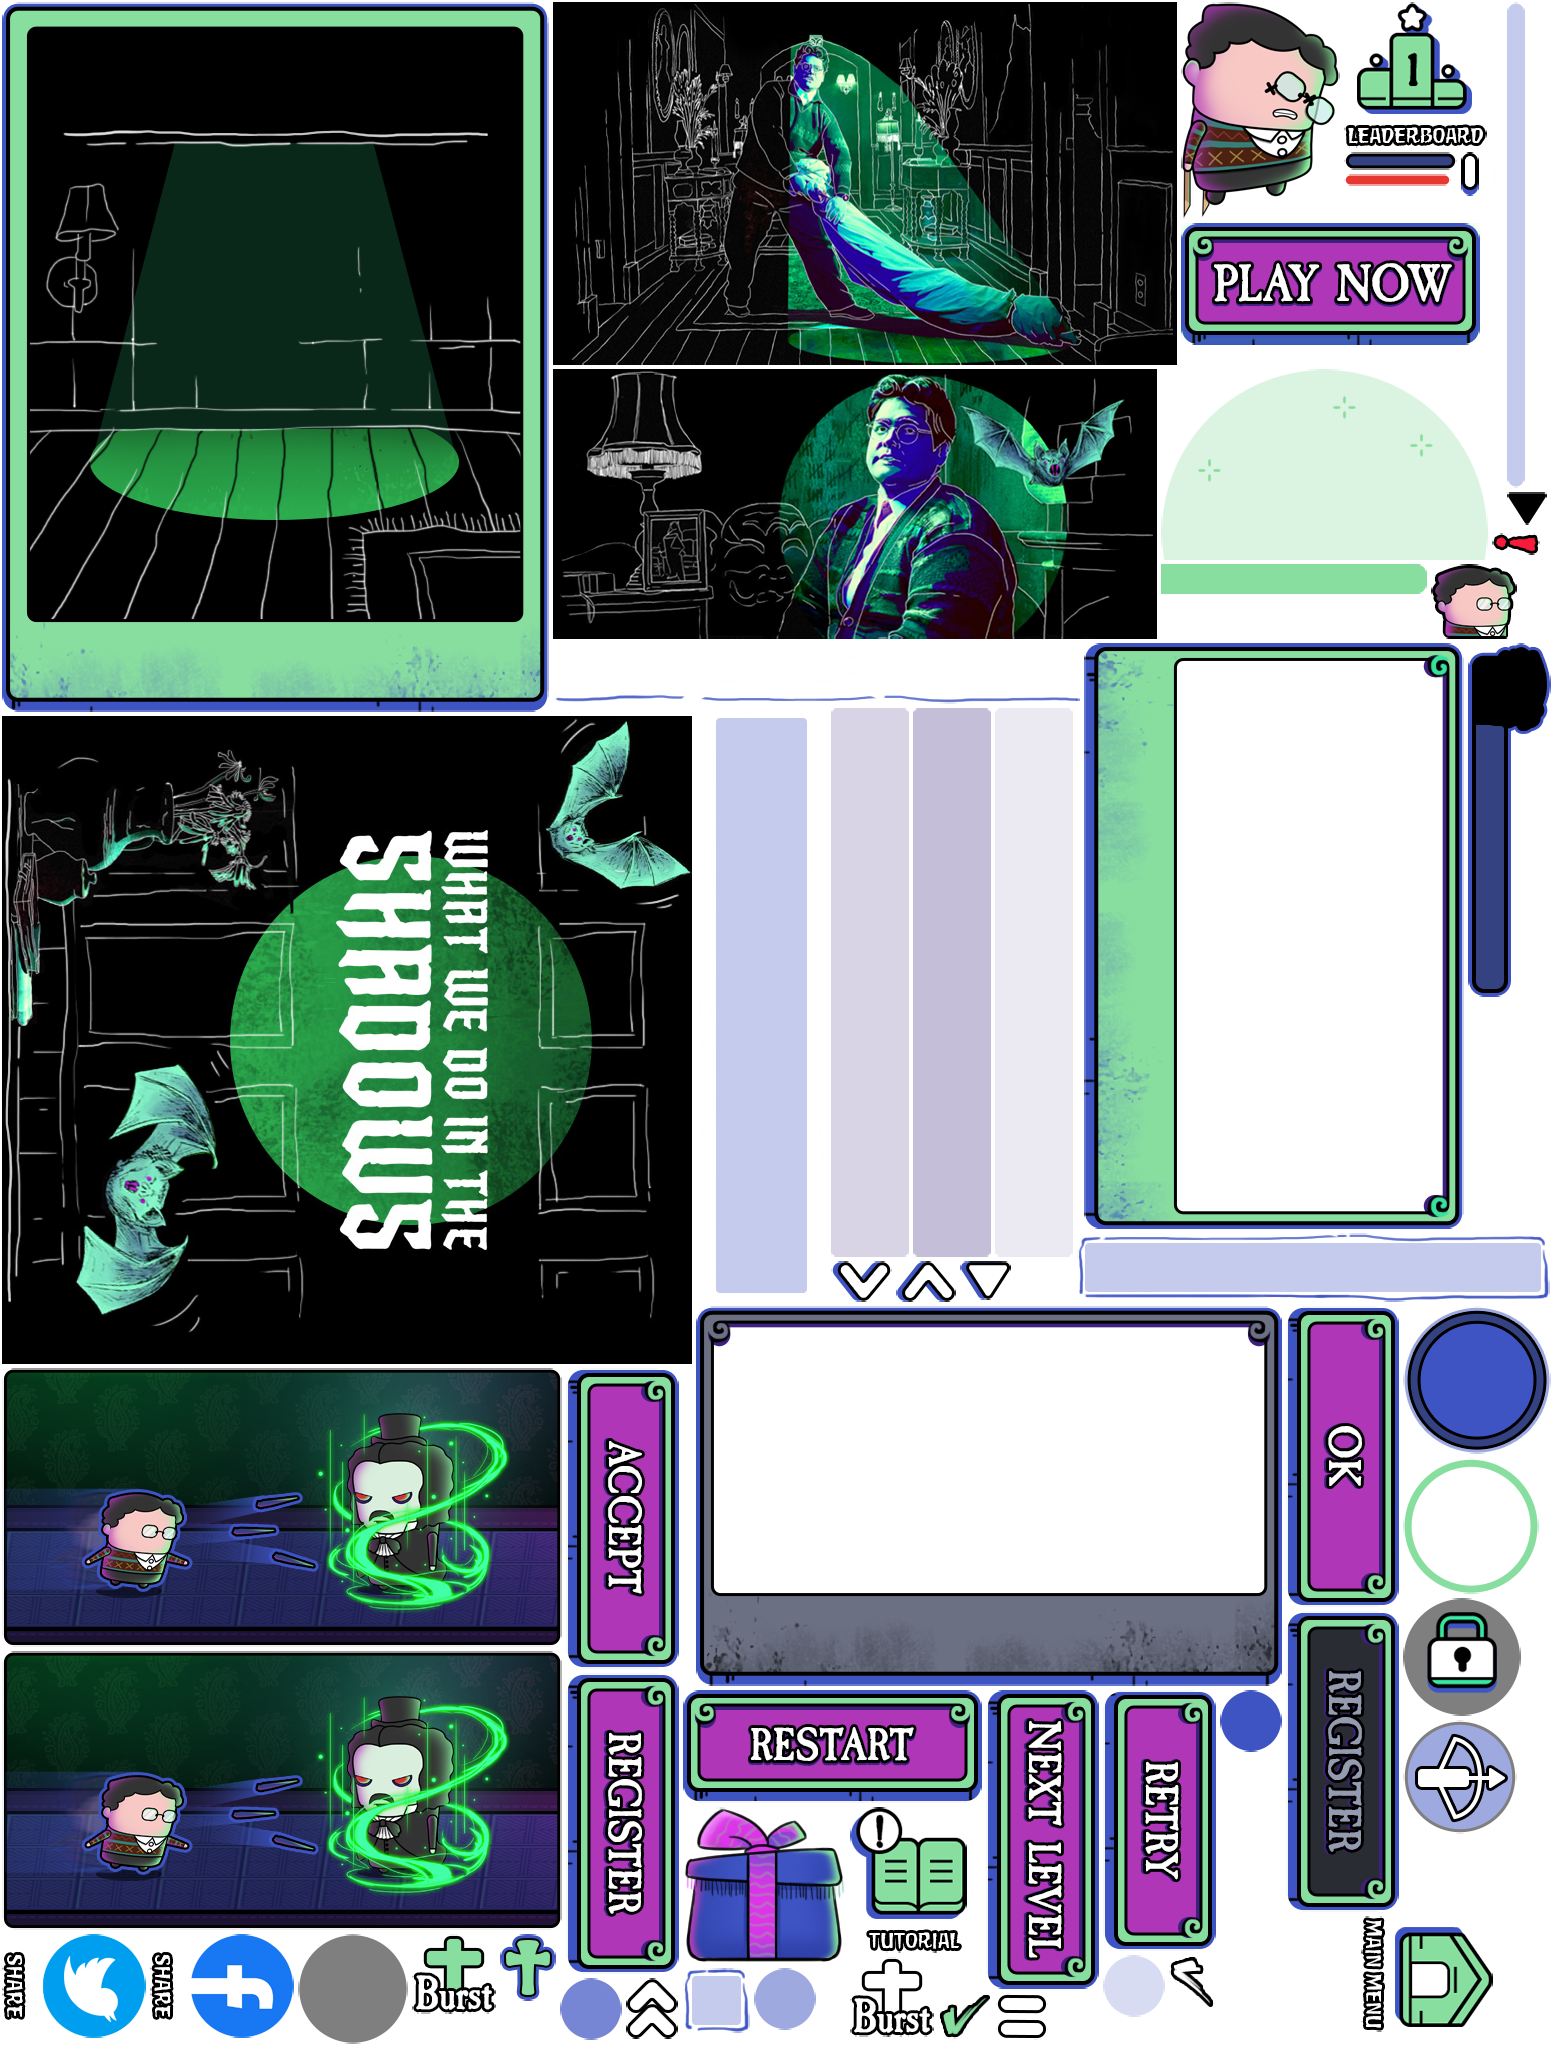 1
LEADERBOARD
PLAY NOW
WHAT WE DO IN THE
SHADOWS
ACCEPT
OK
REGISTER
RESTART
NEXT LEVEL
RETRY
REGISTER
!
TUTORIAL
SHARE
SHARE
Burst
Burst
MAIN MENU